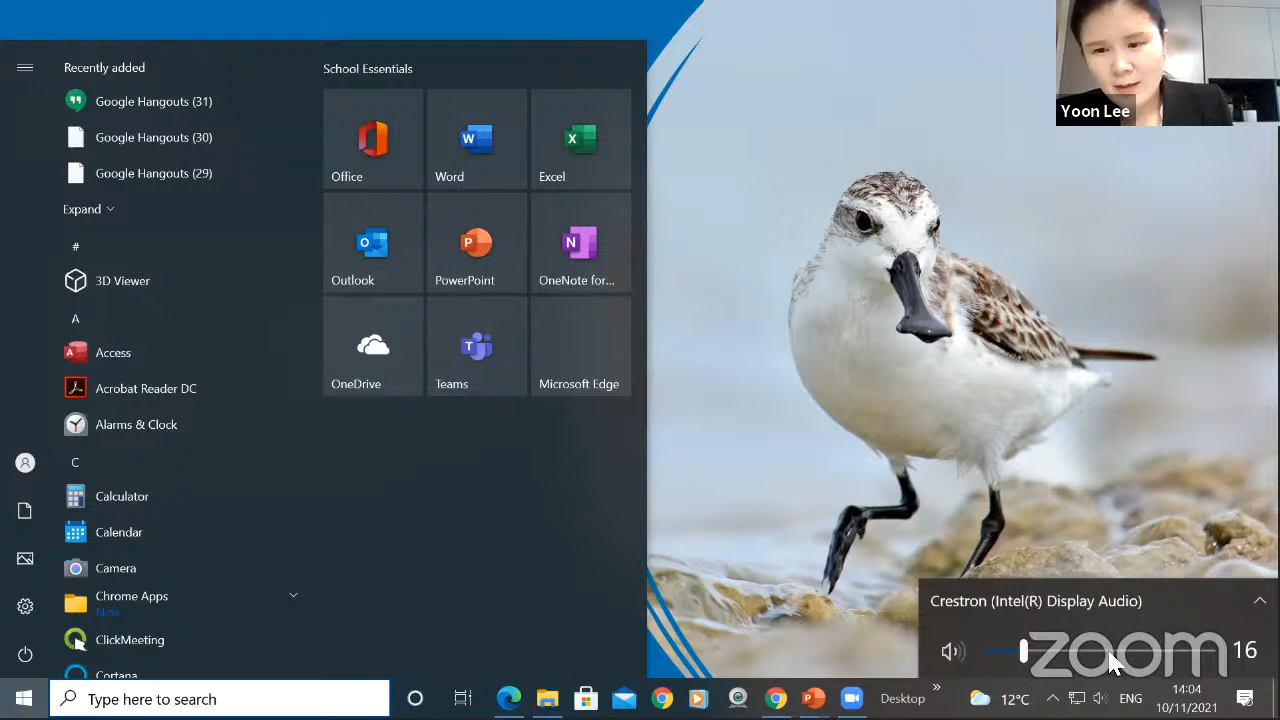 Recently added
Google Hangouts (31)
Google Hangouts (30)
Google Hangouts (29)
Expand
#
3D Viewer
A
Access
Acrobat Reader DC
Alarms & Clock
C
Calculator
Calendar
Camera
Chrome Apps
New
ClickMeeting
Cortana
School Essentials
Office
Word
Excel
Outlook
PowerPoint
OneNote for...
OneDrive
Teams
Microsoft Edge
Yoon Lee
Crestron (Intel(R) Display Audio)
16
zoom
Type here to search
Desktop
12°C
ENG
14:04
10/11/2021